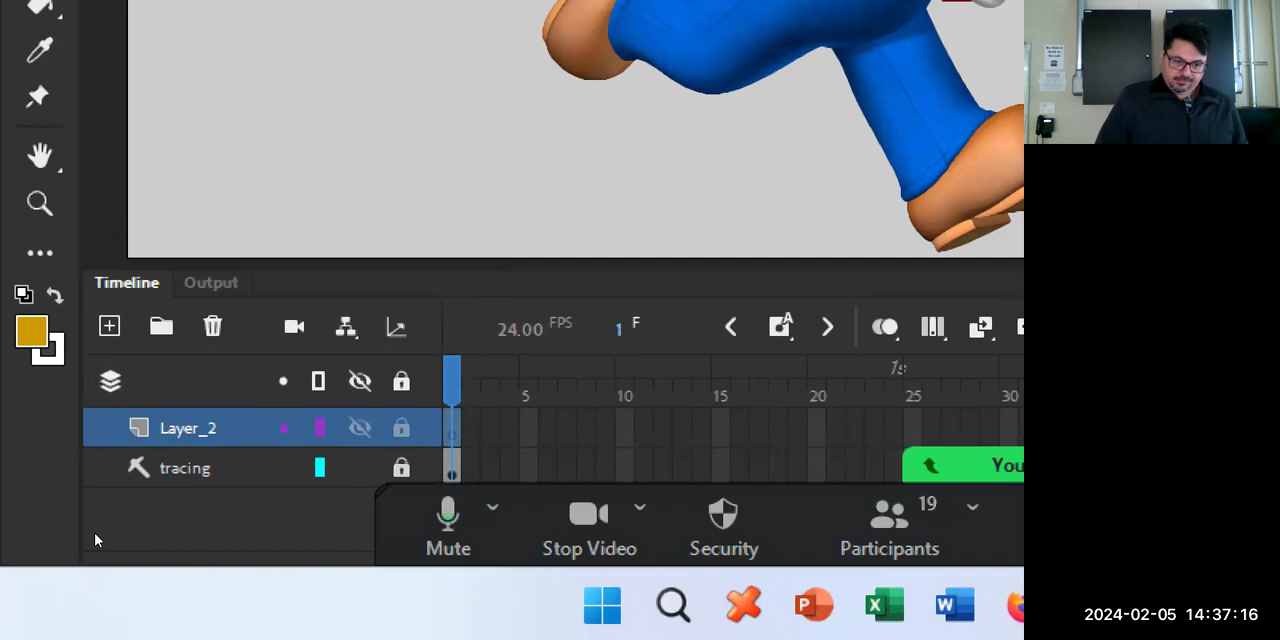 Timeline
Output
24.00 FPS
1 F
1s
5
10
15
20
25
30
Layer_2
tracing
You
Mute
Stop Video
Security
Participants
19
2024-02-05 14:37:16